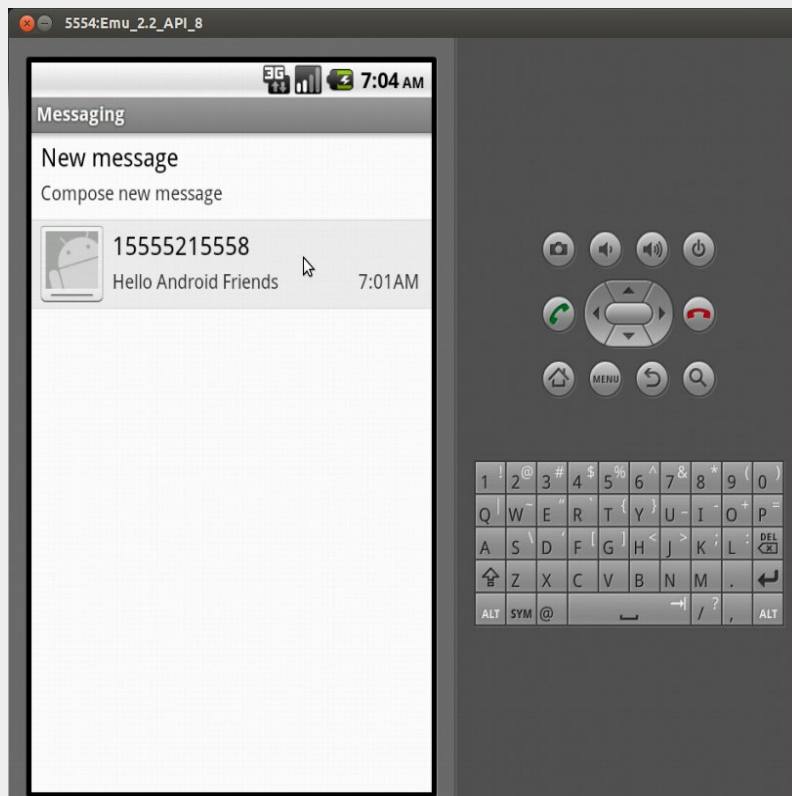 5554:Emu_2.2_API_8
3G 7:04 AM
Messaging
New message
Compose new message
15555215558
Hello Android Friends 7:01AM
MENU
1 ! 2 @ 3 # 4 $ 5 % 6 ^ 7 & 8 * 9 ( 0 )
Q | W ~ E " R ` T { Y } U _ I - O + P =
A S \ D ' F [ G ] H < J > K ; L : DEL
Z X C V B N M .
ALT SYM @ / ? , ALT